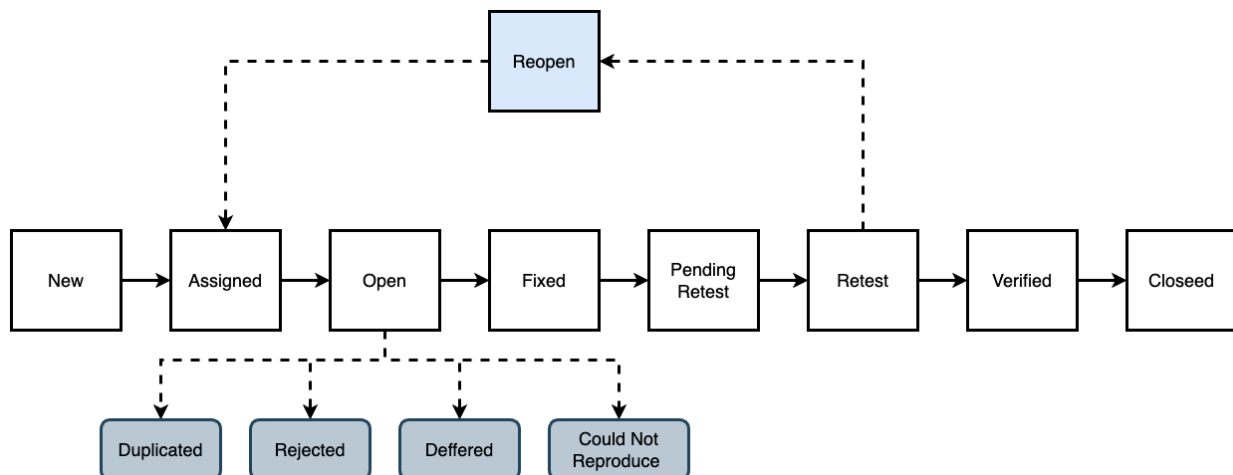 Reopen
New
Assigned
Open
Fixed
Pending
Retest
Retest
Verified
Closeed
Duplicated
Rejected
Deffered
Could Not
Reproduce